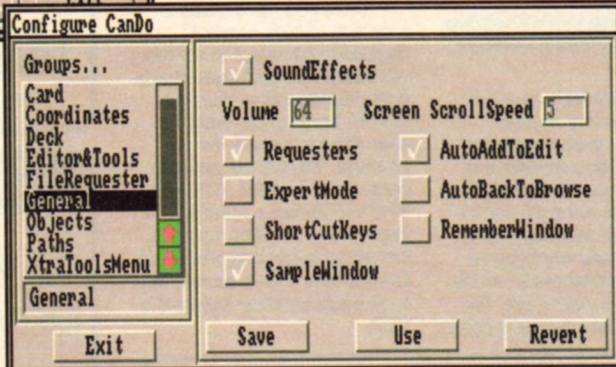 Configure CanDo
Groups...
Card
Coordinates
Deck
Editor&Tools
FileRequester
General
Objects
Paths
XtraToolsMenu
General
Exit
SoundEffects
Volume 64 Screen ScrollSpeed 5
Requesters AutoAddToEdit
ExpertMode AutoBackToBrowse
ShortCutKeys RememberWindow
SampleWindow
Save Use Revert